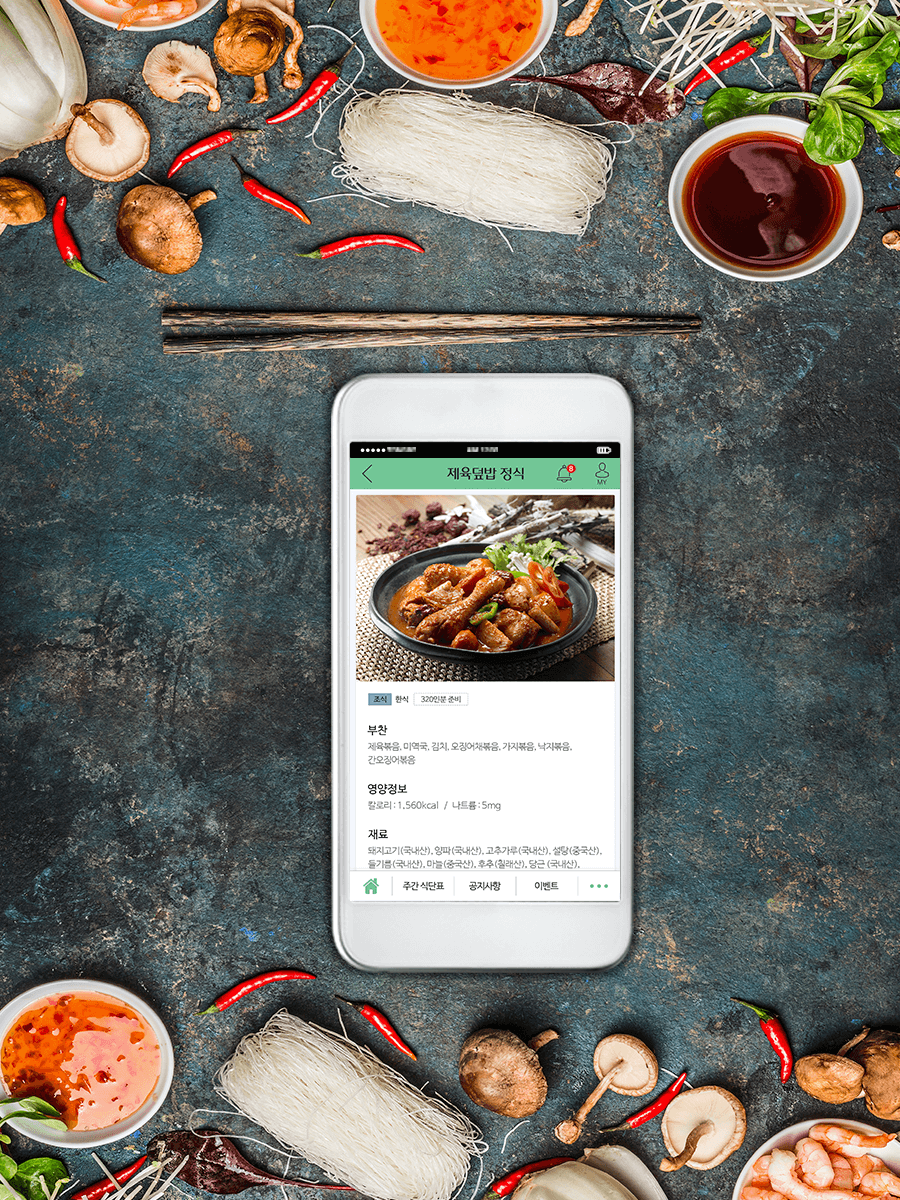 제육덮밥 정식
8
MY
조식 한식 320인분 준비
부찬
제육볶음, 미역국, 김치, 오징어채볶음, 가지볶음, 낙지볶음,
간오징어볶음
영양정보
칼로리 : 1,560kcal / 나트륨 : 5mg
재료
돼지고기(국내산), 양파(국내산), 고추가루(국내산), 설탕(중국산),
들기름(국내산), 마늘(중국산), 후추(칠래산), 당근 (국내산),
주간 식단표 공지사항 이벤트